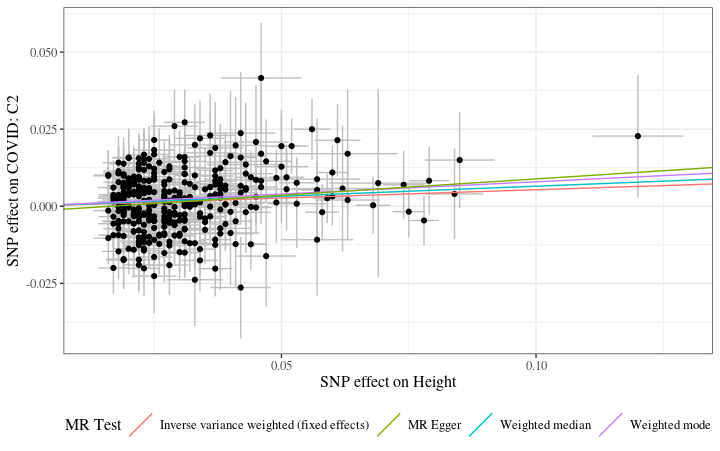 SNP effect on COVID: C2
0.050
0.025
0.000
-0.025
0.05
0.10
SNP effect on Height
MR Test
Inverse variance weighted (fixed effects)
MR Egger
Weighted median
Weighted mode